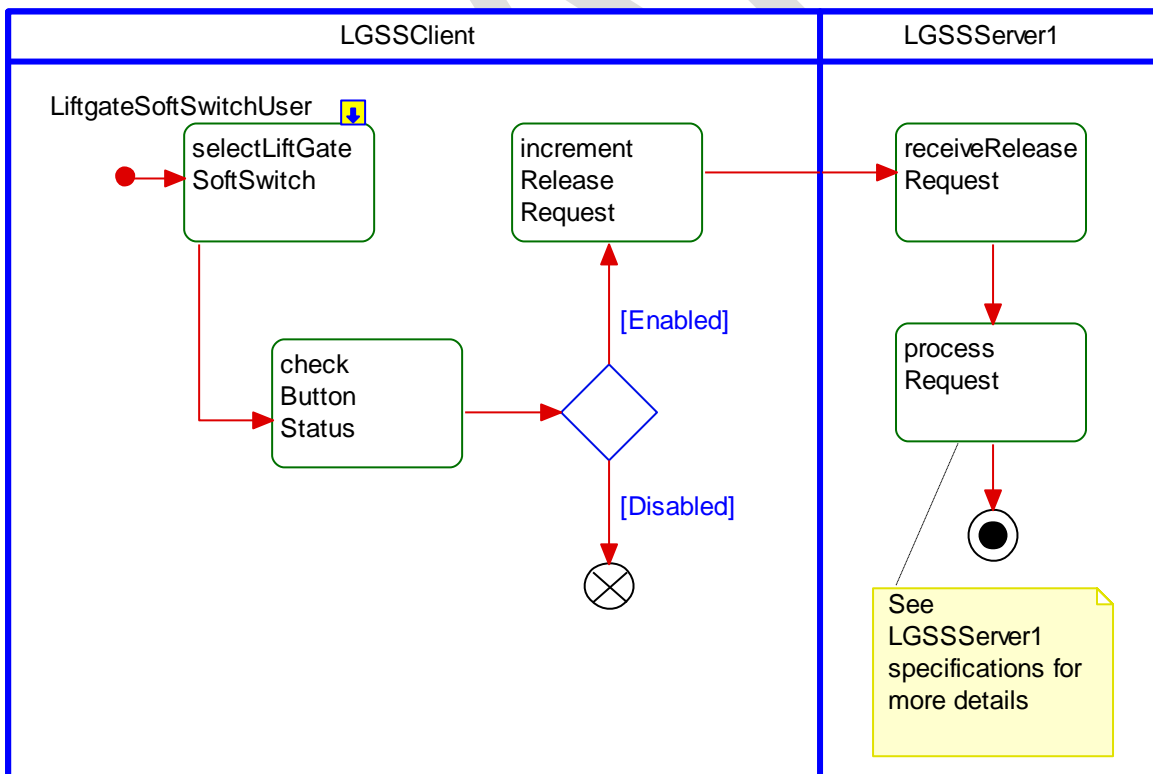 LGSSClient
LGSSServer1
LiftgateSoftSwitchUser
selectLiftGate
SoftSwitch
increment
Release
Request
receiveRelease
Request
[Enabled]
check
Button
Status
process
Request
[Disabled]
See
LGSSServer1
specifications for
more details